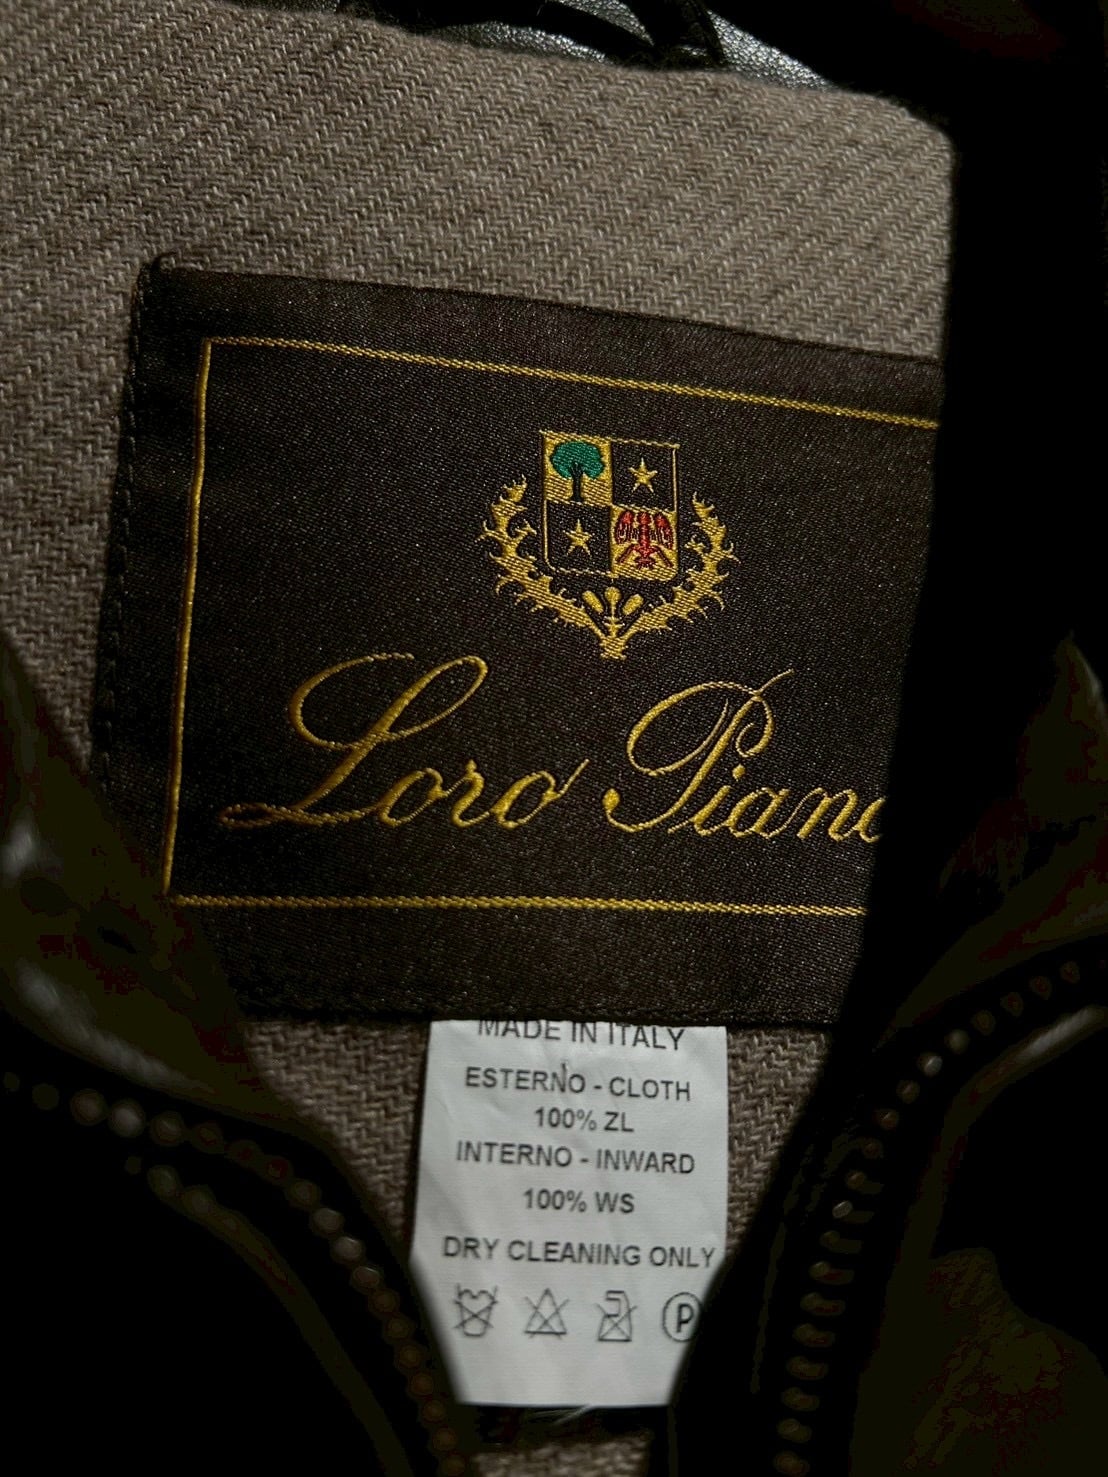 Loro Piana
MADE IN ITALY
ESTERNO - CLOTH
100% ZL
INTERNO - INWARD
100% WS
DRY CLEANING ONLY
P